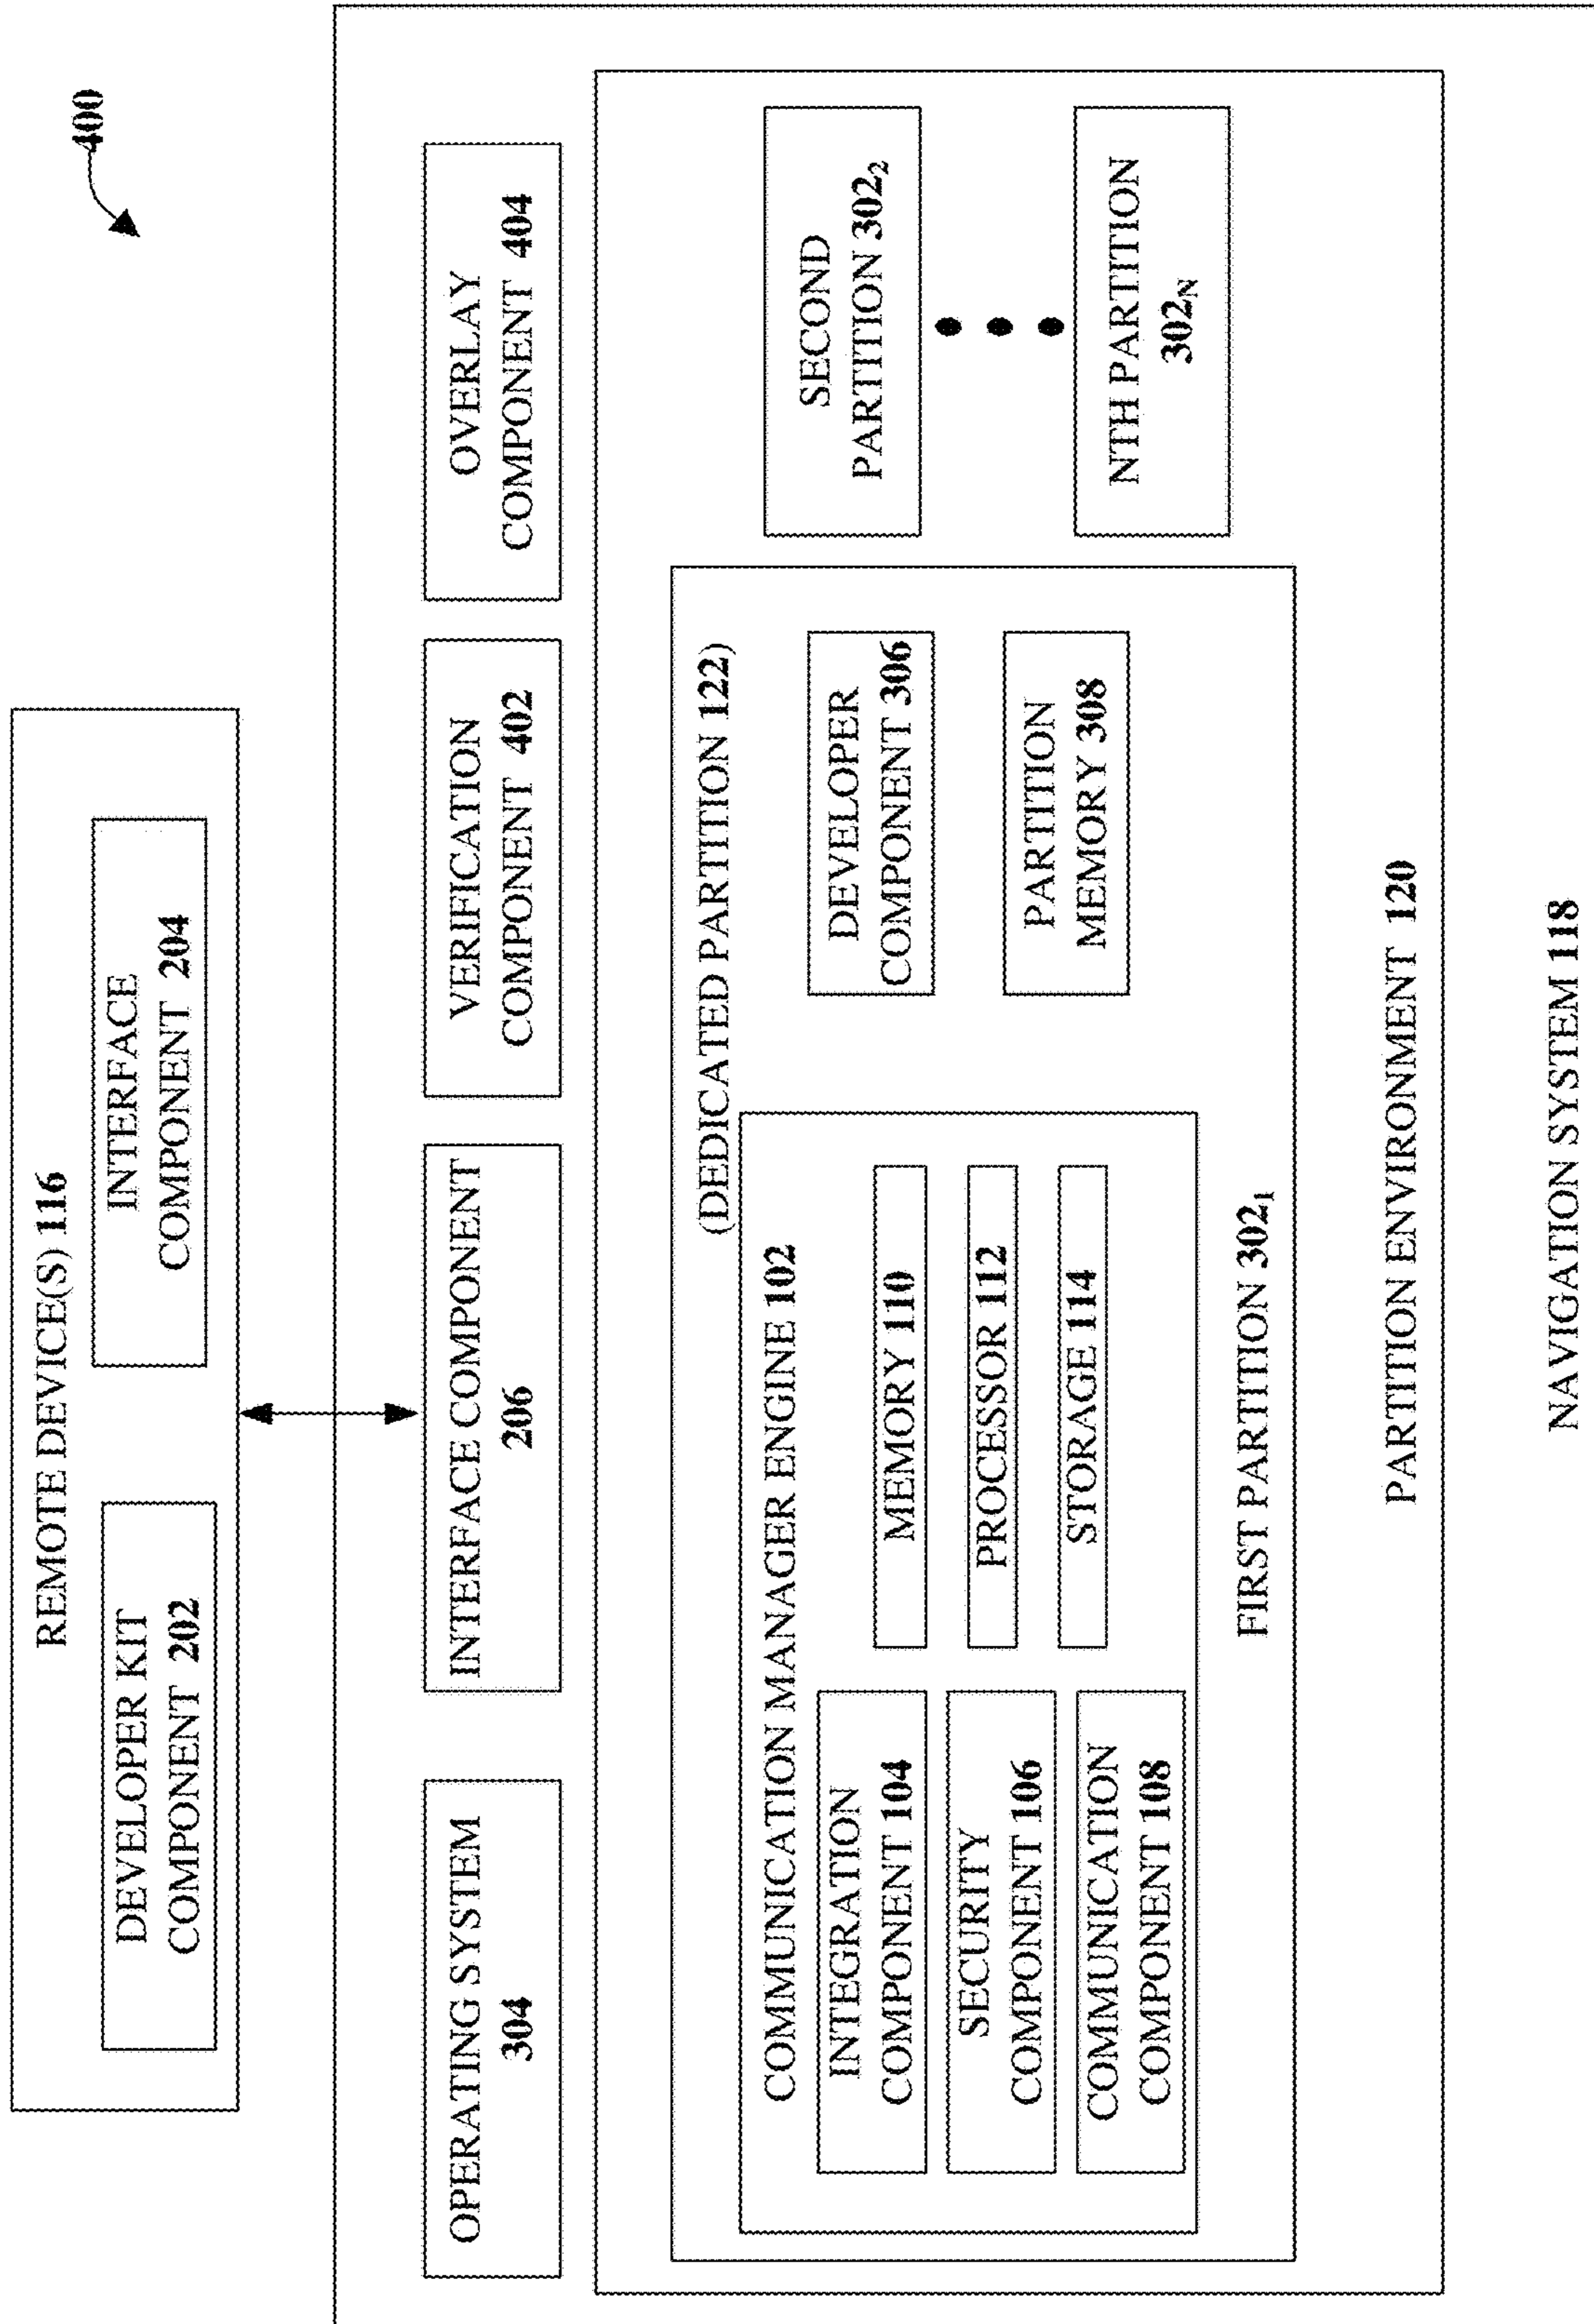 400
REMOTE DEVICE(S) 116
DEVELOPER KIT
COMPONENT 202
INTERFACE
COMPONENT 204
OPERATING SYSTEM
304
INTERFACE COMPONENT
206
VERIFICATION
COMPONENT 402
OVERLAY
COMPONENT 404
(DEDICATED PARTITION 122)
COMMUNICATION MANAGER ENGINE 102
INTEGRATION
COMPONENT 104
SECURITY
COMPONENT 106
COMMUNICATION
COMPONENT 108
MEMORY 110
PROCESSOR 112
STORAGE 114
DEVELOPER
COMPONENT 306
PARTITION
MEMORY 308
FIRST PARTITION 302₁
SECOND
PARTITION 302₂
NTH PARTITION
302N
PARTITION ENVIRONMENT 120
NAVIGATION SYSTEM 118